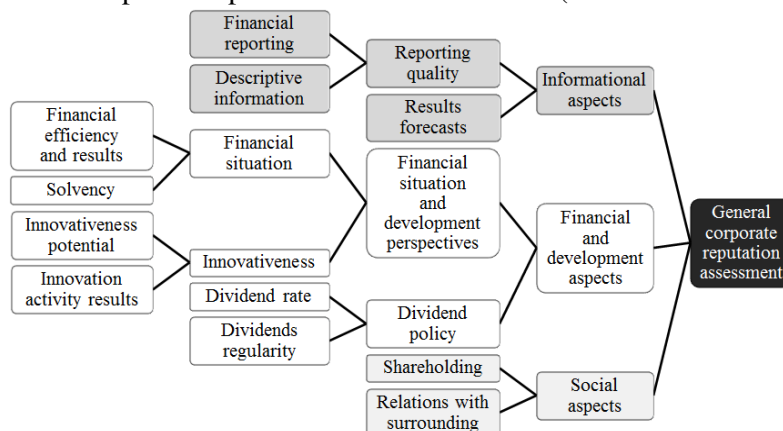 Financial
reporting
Descriptive
information
Reporting
quality
Results
forecasts
Informational
aspects
Financial
efficiency
and results
Solvency
Financial
situation
Innovativeness
potential
Innovation
activity results
Innovativeness
Financial
situation
and
development
perspectives
Dividend rate
Dividends
regularity
Dividend
policy
Financial
and
development
aspects
Shareholding
Relations with
surrounding
Social
aspects
General
corporate
reputation
assessment